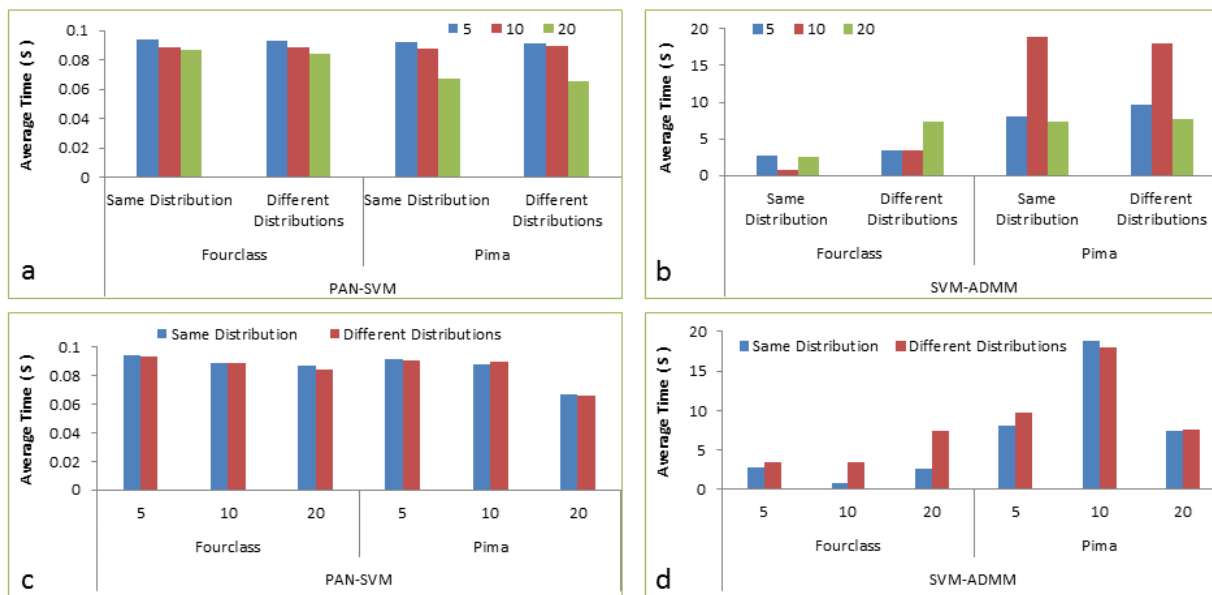 5 10 20
Average Time ( S )
0.1
0.08
0.06
0.04
0.02
0
Same Distribution
Different Distributions
Same Distribution
Different Distributions
Fourclass
Pima
PAN-SVM
a
5 10 20
Average Time ( S )
20
15
10
5
0
Same Distribution
Different Distributions
Same Distribution
Different Distributions
Fourclass
Pima
SVM-ADMM
b
Same Distribution Different Distributions
Average Time ( S )
0.1
0.08
0.06
0.04
0.02
0
5 10 20 5 10 20
Fourclass
Pima
PAN-SVM
c
Same Distribution Different Distributions
Average Time ( S )
20
15
10
5
0
5 10 20 5 10 20
Fourclass
Pima
SVM-ADMM
d